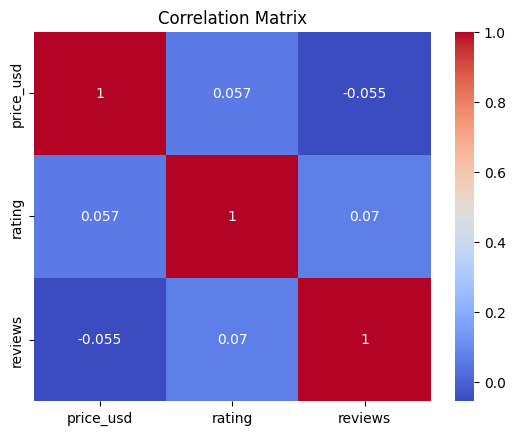 Correlation Matrix
price_usd
1
0.057
-0.055
rating
0.057
1
0.07
reviews
-0.055
0.07
1
price_usd
rating
reviews
1.0
0.8
0.6
0.4
0.2
0.0